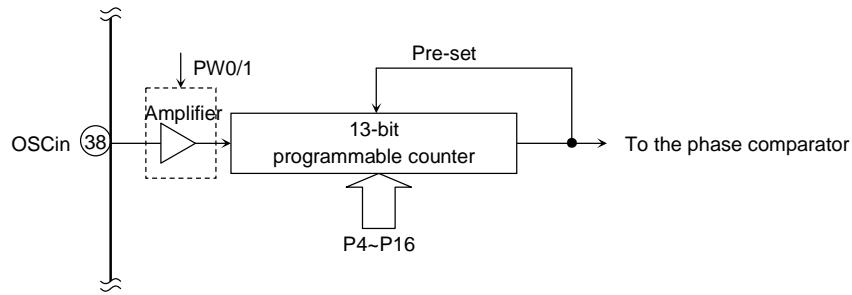 Pre-set
PW0/1
Amplifier
OSCin 38
13-bit
programmable counter
To the phase comparator
P4~P16